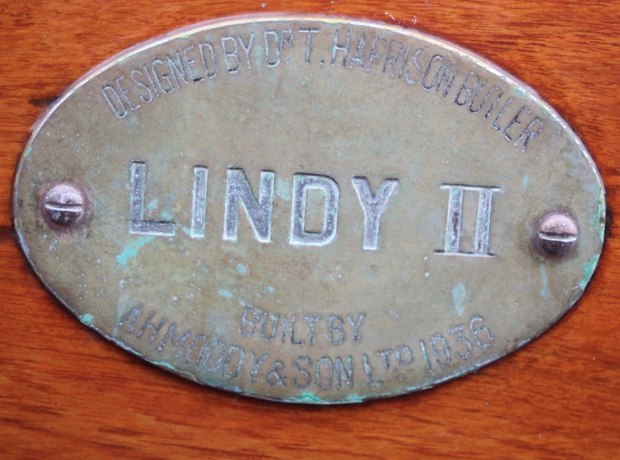 DESIGNED BY DR T. HARRISON BUTLER
LINDY II
BUILT BY
A H MOODY & SON LTD 1936